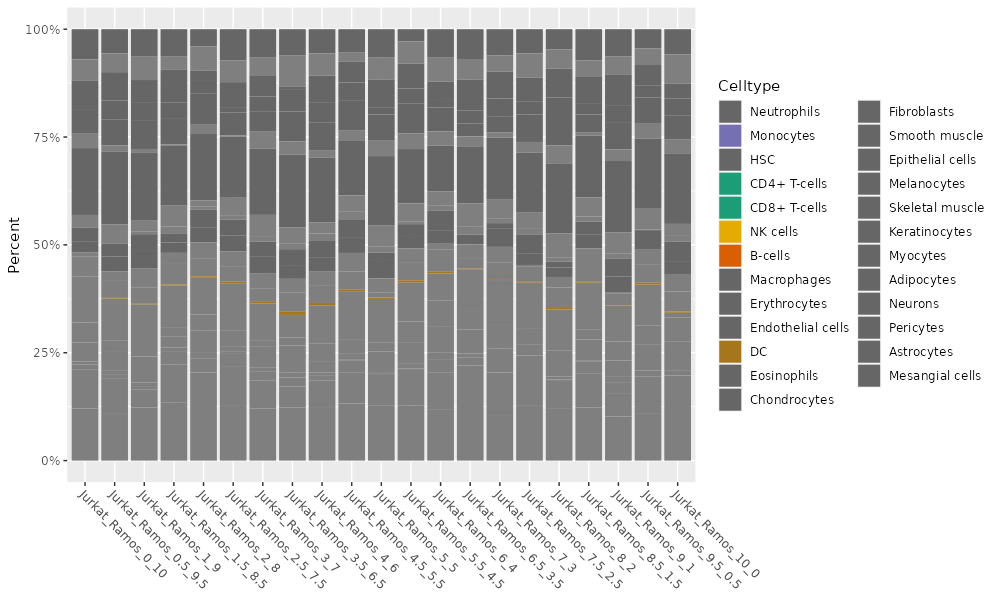 100%
75%
50%
25%
0%
Percent
Jurkat_Ramos_0_10
Jurkat_Ramos_0.5_9.5
Jurkat_Ramos_1_9
Jurkat_Ramos_1.5_8.5
Jurkat_Ramos_2_8
Jurkat_Ramos_2.5_7.5
Jurkat_Ramos_3_7
Jurkat_Ramos_3.5_6.5
Jurkat_Ramos_4_6
Jurkat_Ramos_4.5_5.5
Jurkat_Ramos_5_5
Jurkat_Ramos_5.5_4.5
Jurkat_Ramos_6_4
Jurkat_Ramos_6.5_3.5
Jurkat_Ramos_7_3
Jurkat_Ramos_7.5_2.5
Jurkat_Ramos_8_2
Jurkat_Ramos_8.5_1.5
Jurkat_Ramos_9_1
Jurkat_Ramos_9.5_0.5
Jurkat_Ramos_10_0
Celltype
Neutrophils
Monocytes
HSC
CD4+ T-cells
CD8+ T-cells
NK cells
B-cells
Macrophages
Erythrocytes
Endothelial cells
DC
Eosinophils
Chondrocytes
Fibroblasts
Smooth muscle
Epithelial cells
Melanocytes
Skeletal muscle
Keratinocytes
Myocytes
Adipocytes
Neurons
Pericytes
Astrocytes
Mesangial cells